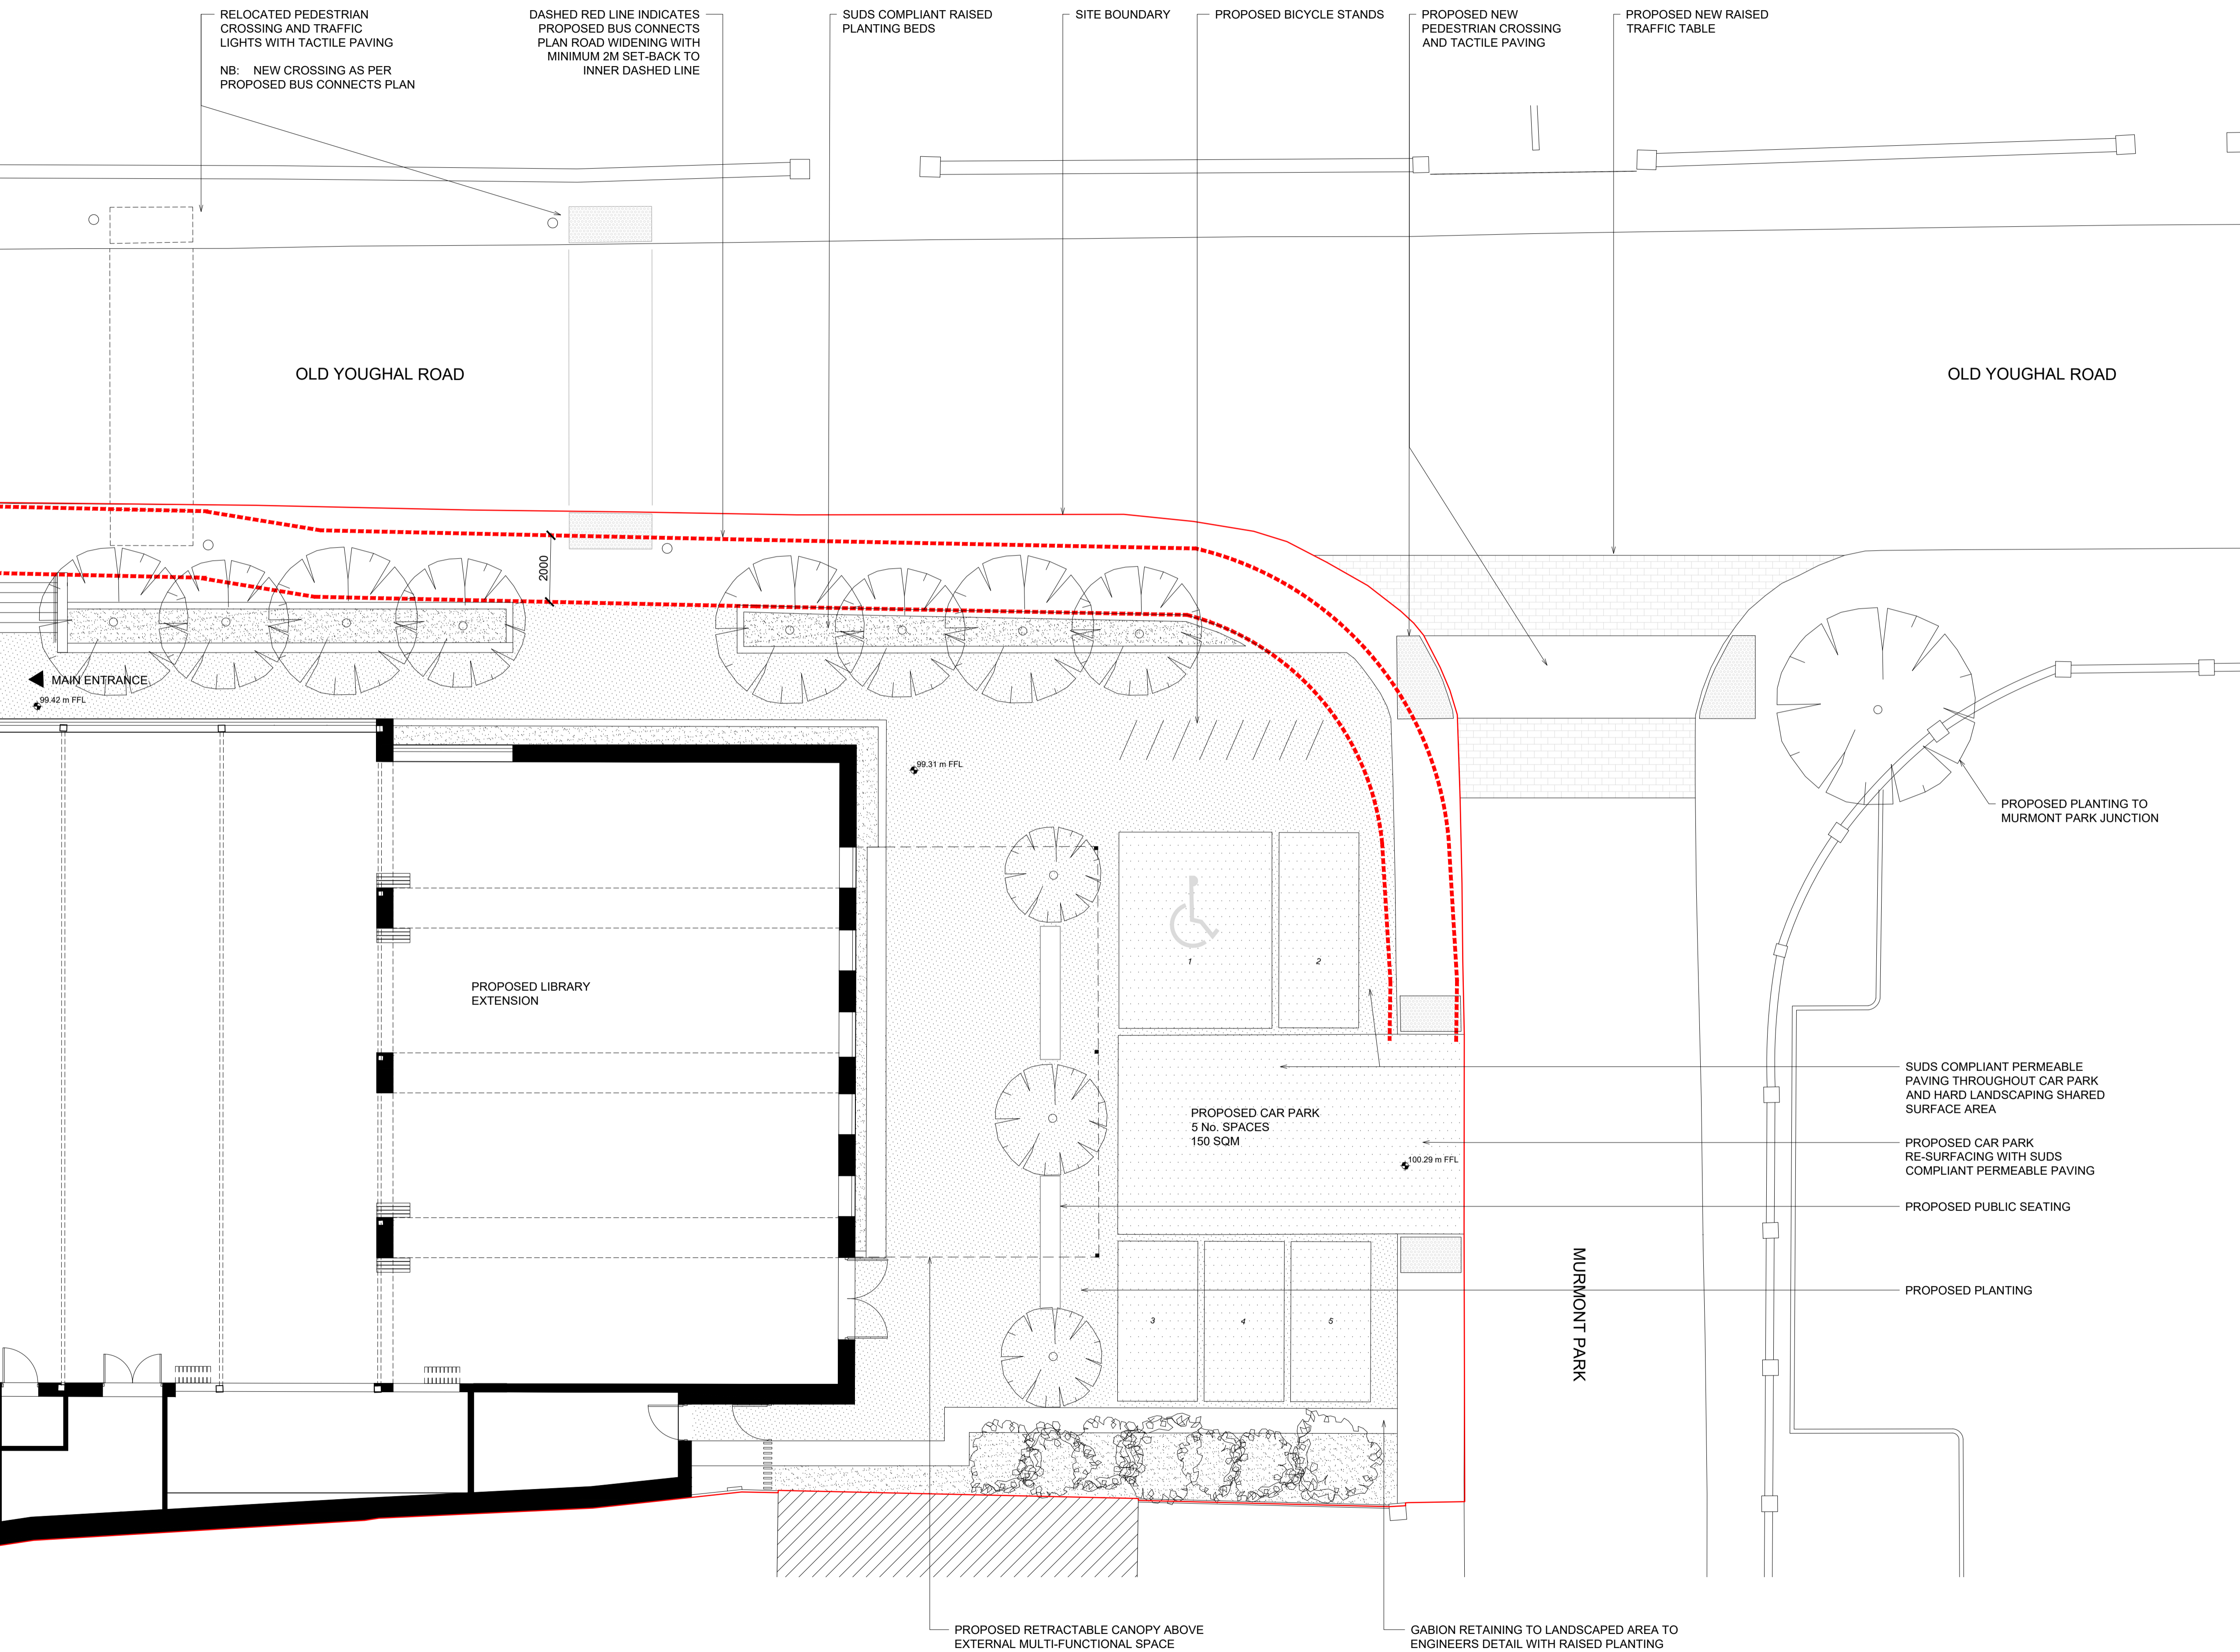 RELOCATED PEDESTRIAN
CROSSING AND TRAFFIC
LIGHTS WITH TACTILE PAVING
NB: NEW CROSSING AS PER
PROPOSED BUS CONNECTS PLAN
DASHED RED LINE INDICATES
PROPOSED BUS CONNECTS
PLAN ROAD WIDENING WITH
MINIMUM 2M SET-BACK TO
INNER DASHED LINE
SUDS COMPLIANT RAISED
PLANTING BEDS
SITE BOUNDARY
PROPOSED BICYCLE STANDS
PROPOSED NEW
PEDESTRIAN CROSSING
AND TACTILE PAVING
PROPOSED NEW RAISED
TRAFFIC TABLE
OLD YOUGHAL ROAD
OLD YOUGHAL ROAD
2000
MAIN ENTRANCE
99.42 m FFL
99.31 m FFL
PROPOSED PLANTING TO
MURMONT PARK JUNCTION
1
2
PROPOSED LIBRARY
EXTENSION
SUDS COMPLIANT PERMEABLE
PAVING THROUGHOUT CAR PARK
AND HARD LANDSCAPING SHARED
SURFACE AREA
PROPOSED CAR PARK
5 No. SPACES
150 SQM
100.29 m FFL
PROPOSED CAR PARK
RE-SURFACING WITH SUDS
COMPLIANT PERMEABLE PAVING
PROPOSED PUBLIC SEATING
PROPOSED PLANTING
3
4
5
MURMONT PARK
PROPOSED RETRACTABLE CANOPY ABOVE
EXTERNAL MULTI-FUNCTIONAL SPACE
GABION RETAINING TO LANDSCAPED AREA TO
ENGINEERS DETAIL WITH RAISED PLANTING